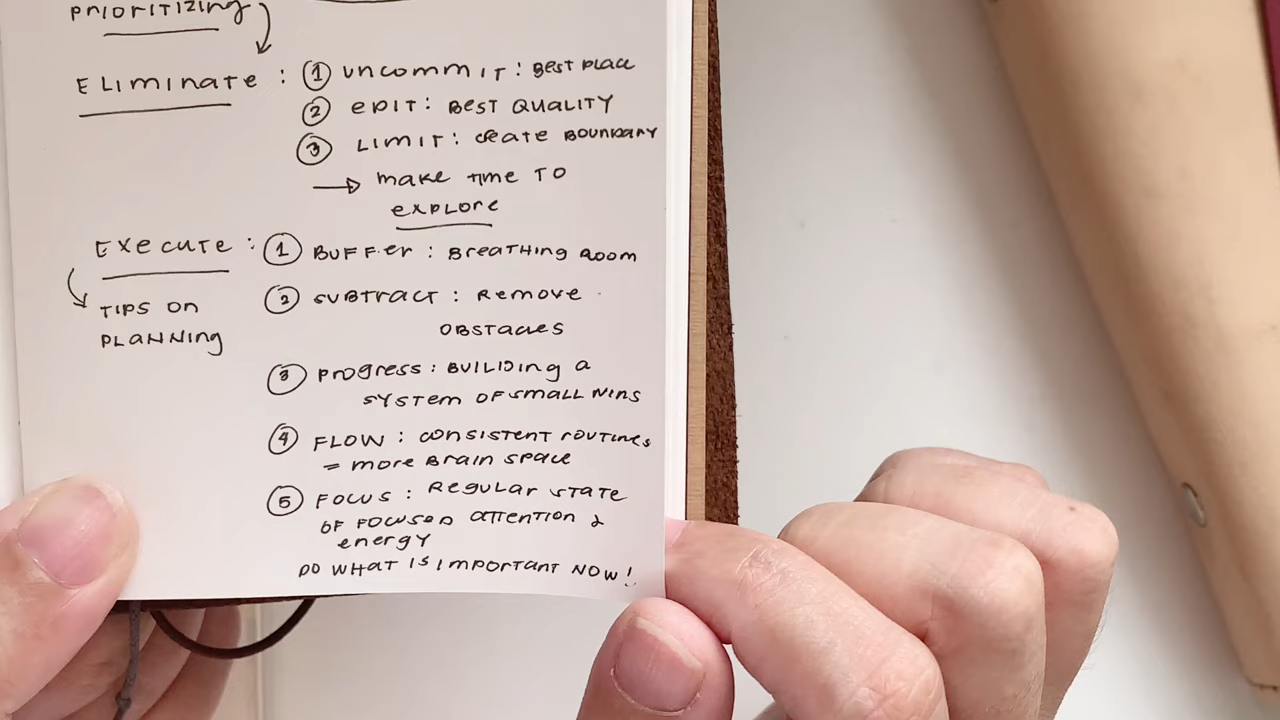 PRIORITIZING
ELIMINATE : ① UNCOMMIT : BEST PLACE
② EDIT : BEST QUALITY
③ LIMIT : CREATE BOUNDARY
→ MAKE TIME TO
EXPLORE
EXECUTE : ① BUFFER : BREATHING ROOM
② SUBTRACT : REMOVE
OBSTACLES
TIPS ON
PLANNING
③ PROGRESS : BUILDING A
SYSTEM OF SMALL WINS
④ FLOW : CONSISTENT ROUTINES
= MORE BRAIN SPACE
⑤ FOCUS : REGULAR STATE
OF FOCUSED ATTENTION &
ENERGY
DO WHAT IS IMPORTANT NOW!